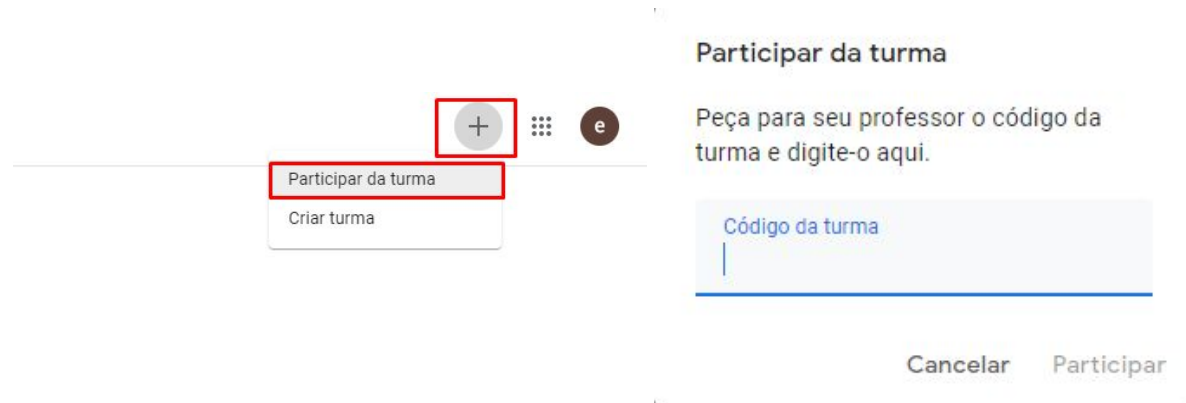 e
Participar da turma
Criar turma
Participar da turma
Peça para seu professor o código da
turma e digite-o aqui.
Código da turma
Cancelar Participar